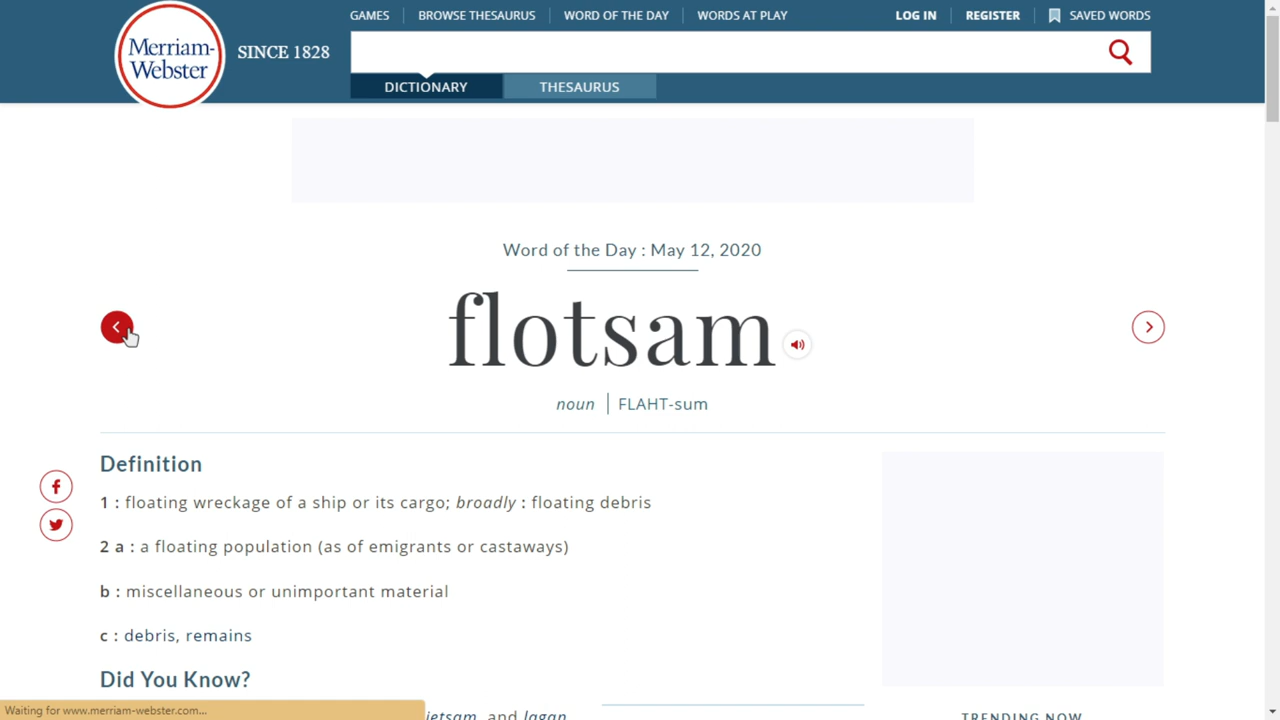 GAMES BROWSE THESAURUS WORD OF THE DAY WORDS AT PLAY LOG IN REGISTER SAVED WORDS
Merriam-
Webster
SINCE 1828
DICTIONARY THESAURUS
Word of the Day : May 12, 2020
flotsam
noun | FLAHT-sum
Definition
1 : floating wreckage of a ship or its cargo; broadly : floating debris
2 a : a floating population (as of emigrants or castaways)
b : miscellaneous or unimportant material
c : debris, remains
Did You Know?
jetsam, and lagan
TRENDING NOW
Waiting for www.merriam-webster.com...